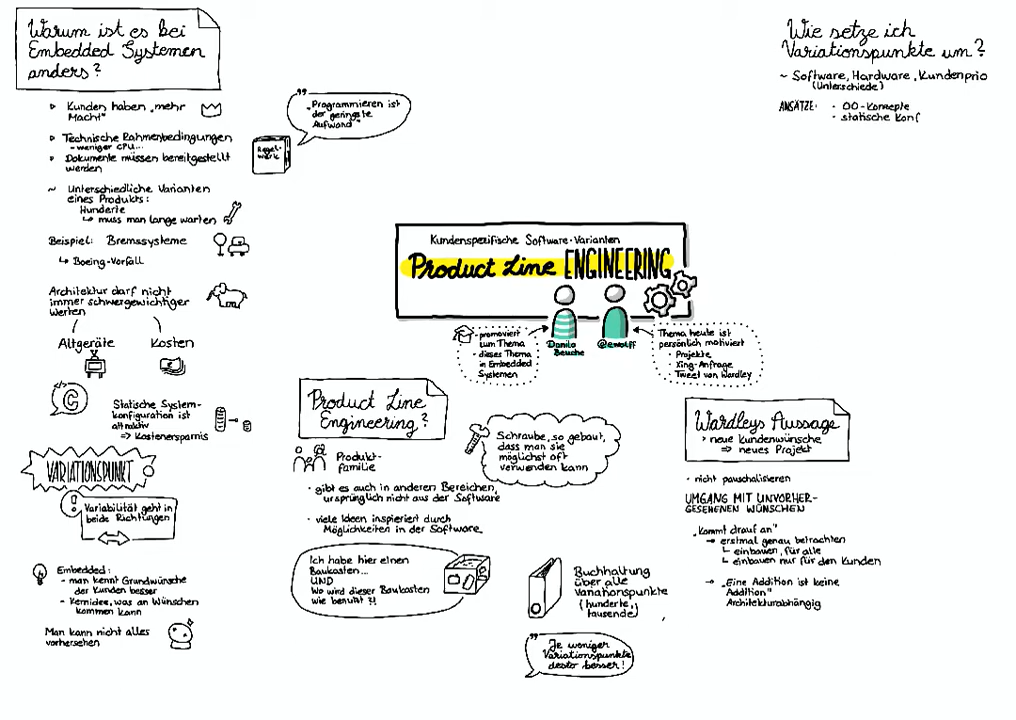 Warum ist es bei
Embedded Systemen
anders?
Kunden haben „mehr
Macht"
Technische Rahmenbedingungen
- weniger CPU...
Dokumente müssen bereitgestellt
werden
~ Unterschiedliche Varianten
eines Produkts:
Hunderte
↳ muss man lange warten
Beispiel: Bremssysteme
↳ Boeing-Vorfall
Architektur darf nicht
immer schwergewichtiger
werden
Altgeräte
Kosten
C
Statische System-
konfiguration ist
attraktiv
⇒ Kostenersparnis
VARIATIONSPUNKT
!
Variabilität geht in
beide Richtungen
Embedded:
- man kennt Grundwünsche
der Kunden besser
- Kernidee, was an Wünschen
kommen kann
Man kann nicht alles
vorhersehen
„Programmieren ist
der geringste
Aufwand"
Regel-
werk
Kundenspezifische Software-Varianten
Product Line ENGINEERING
- promoviert
zum Thema
• dieses Thema
in Embedded
Systemen
Danilo
Beuche
@ewolff
Thema heute ist
persönlich motiviert
• Projekte
• Xing-Anfrage
• Tweet von Wardley
Product Line
Engineering?
Produkt-
familie
Schraube, so gebaut,
dass man sie
möglichst oft
verwenden kann
• gibt es auch in anderen Bereichen,
ursprünglich nicht aus der Software
• viele Ideen inspiriert durch
Möglichkeiten in der Software
Ich habe hier einen
Baukasten...
UND
Wo wird dieser Baukasten
wie benutzt?!
Buchhaltung
über alle
Variationspunkte
(hunderte,
tausende)
Je weniger
Variationspunkte
desto besser!
Wardleys Aussage
> neue Kundenwünsche
⇒ neues Projekt
• nicht pauschalisieren
UMGANG MIT UNVORHER-
GESEHENEN WÜNSCHEN
„Kommt drauf an"
→ erstmal genau betrachten
└ einbauen, für alle
└ einbauen nur für den Kunden
→ „Eine Addition ist keine
Addition"
Architekturabhängig
Wie setze ich
Variationspunkte um?
~ Software, Hardware, Kundenprio
(Unterschiede)
ANSÄTZE: • OO-Konzepte
• statische Konf